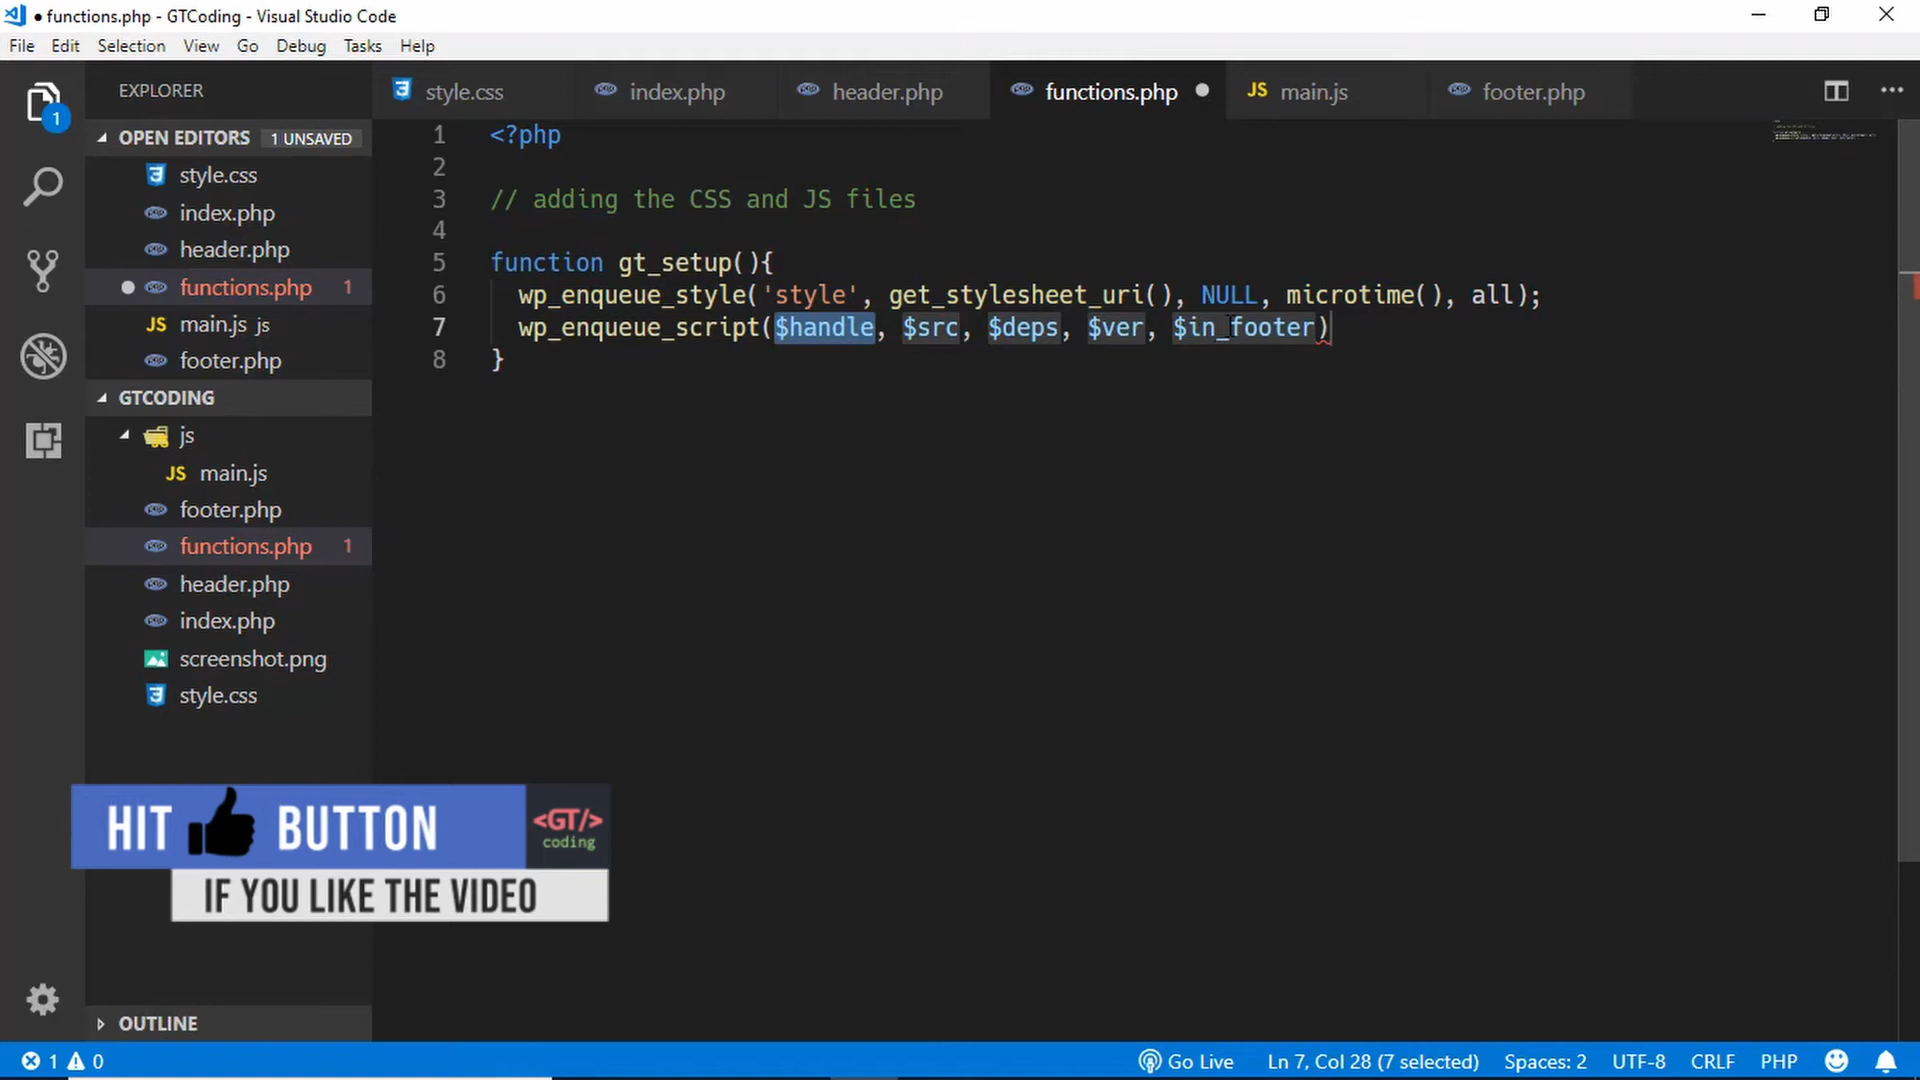 functions.php - GTCoding - Visual Studio Code
File Edit Selection View Go Debug Tasks Help
EXPLORER
style.css index.php header.php functions.php JS main.js footer.php
1
OPEN EDITORS 1 UNSAVED
style.css
index.php
header.php
functions.php 1
JS main.js js
footer.php
GTCODING
js
JS main.js
footer.php
functions.php 1
header.php
index.php
screenshot.png
style.css
OUTLINE
1 <?php
2
3 // adding the CSS and JS files
4
5 function gt_setup(){
6 wp_enqueue_style('style', get_stylesheet_uri(), NULL, microtime(), all);
7 wp_enqueue_script($handle, $src, $deps, $ver, $in_footer)
8 }
HIT BUTTON
<GT/>
coding
IF YOU LIKE THE VIDEO
1 0 Go Live Ln 7, Col 28 (7 selected) Spaces: 2 UTF-8 CRLF PHP